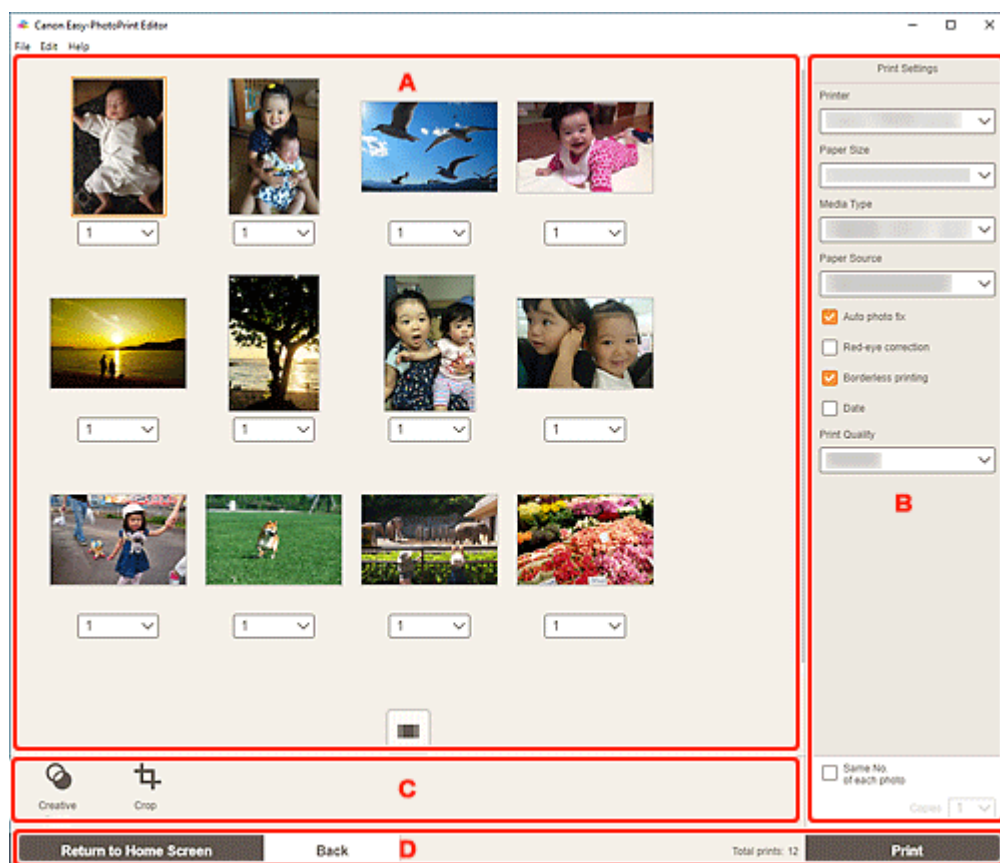 Canon Easy-PhotoPrint Editor
File Edit Help
A
Print Settings
Printer
Paper Size
Media Type
Paper Source
Auto photo fix
Red-eye correction
Borderless printing
Date
Print Quality
B
1 1 1 1
1 1 1 1
1 1 1 1
Creative
Crop
C
Same No.
of each photo
Copies 1
Return to Home Screen
Back
D
Total prints: 12
Print